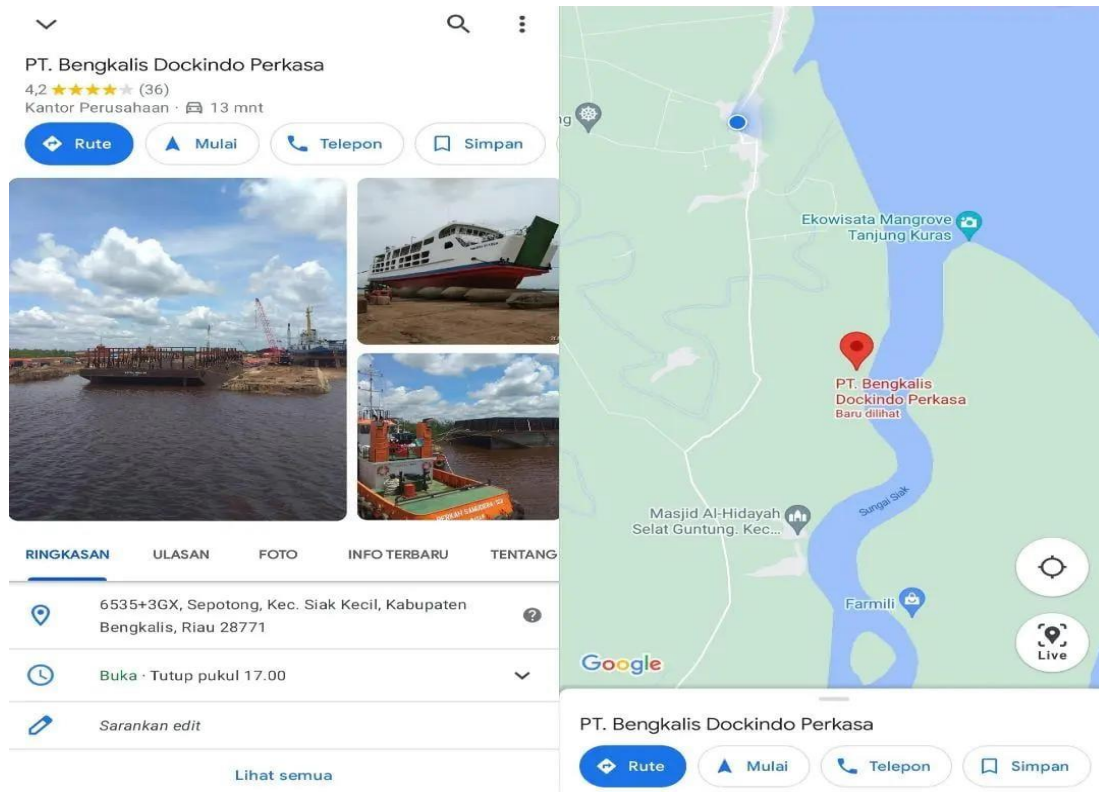 PT. Bengkalis Dockindo Perkasa
4,2 (36)
Kantor Perusahaan · 13 mnt
Rute
Mulai
Telepon
Simpan
RINGKASAN
ULASAN
FOTO
INFO TERBARU
TENTANG
6535+3GX, Sepotong, Kec. Siak Kecil, Kabupaten
Bengkalis, Riau 28771
Buka · Tutup pukul 17.00
Sarankan edit
Lihat semua
Ekowisata Mangrove
Tanjung Kuras
PT. Bengkalis
Dockindo Perkasa
Baru dilihat
Sungai Siak
Masjid Al-Hidayah
Selat Guntung. Kec...
Farmili
Live
Google
PT. Bengkalis Dockindo Perkasa
Rute
Mulai
Telepon
Simpan